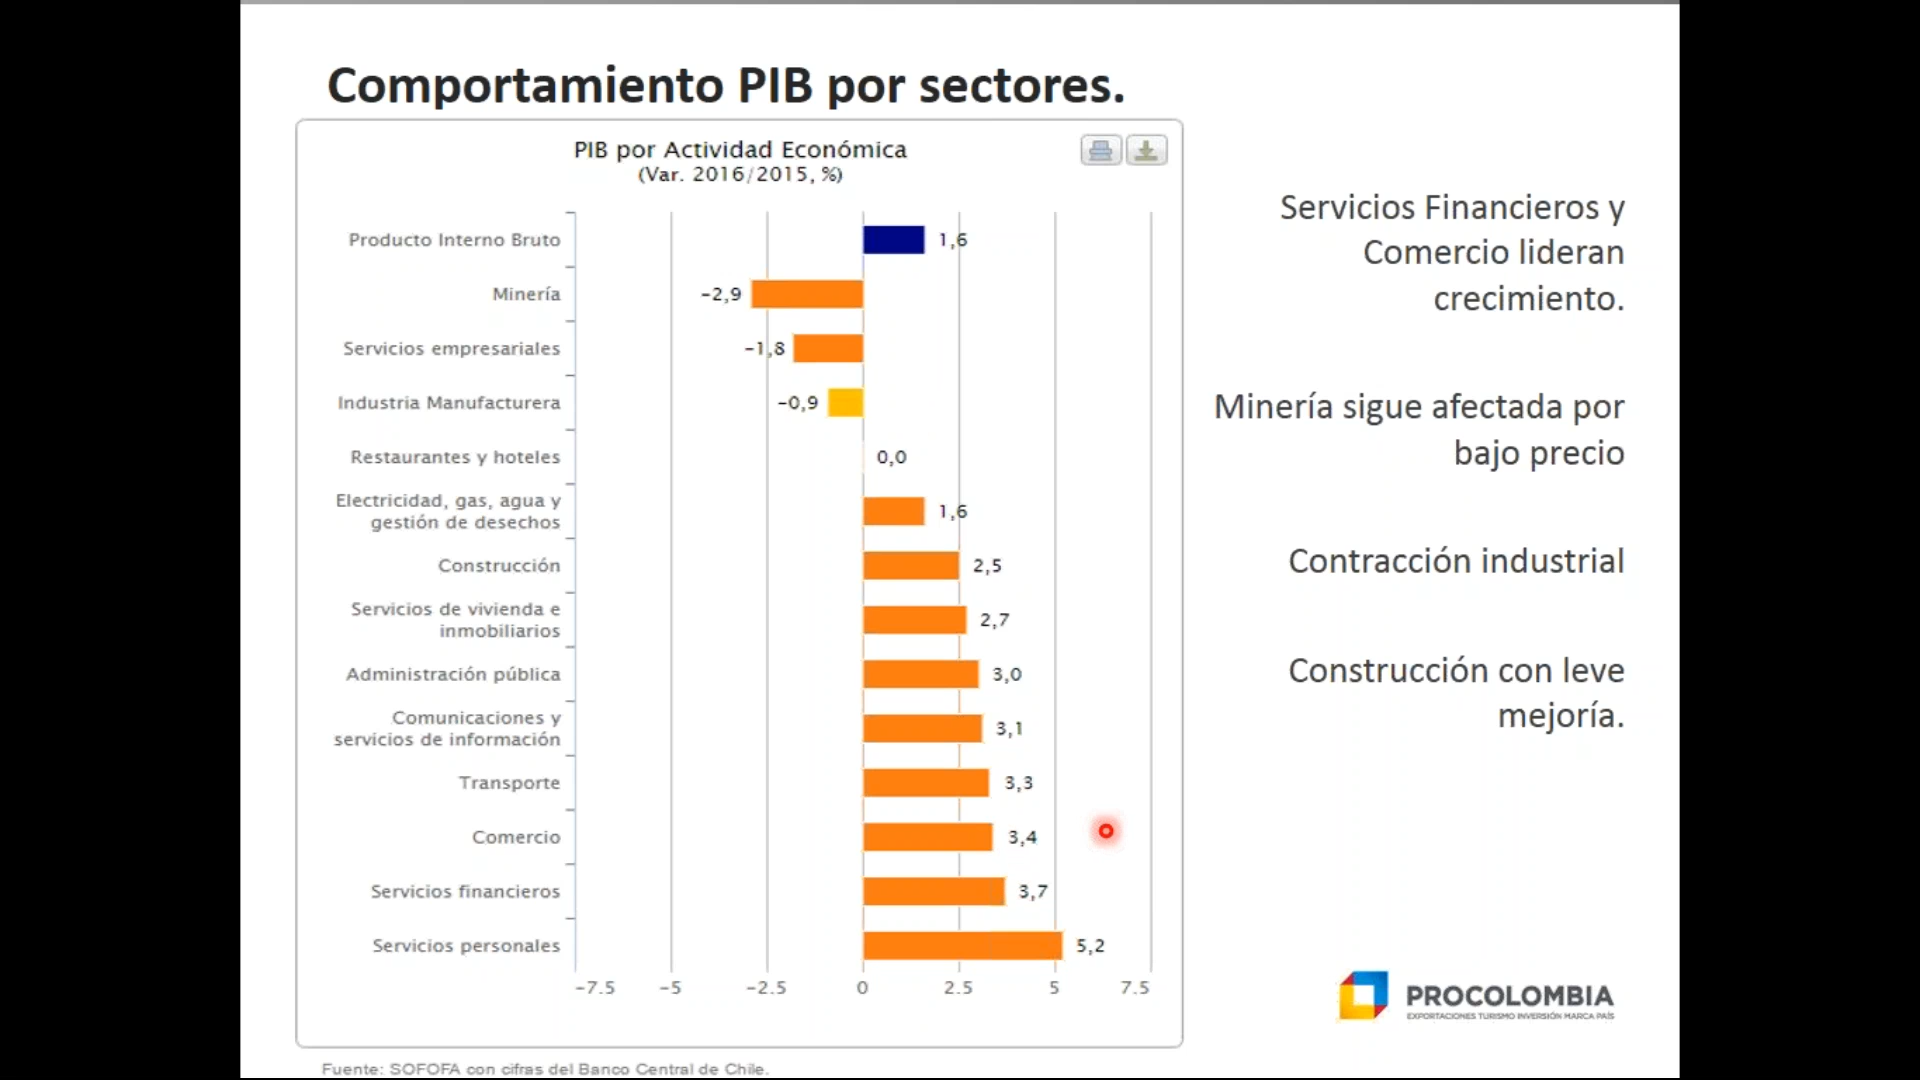 Comportamiento PIB por sectores.
PIB por Actividad Económica
(Var. 2016/2015, %)
Producto Interno Bruto 1,6
Minería −2,9
Servicios empresariales −1,8
Industria Manufacturera −0,9
Restaurantes y hoteles 0,0
Electricidad, gas, agua y
gestión de desechos 1,6
Construcción 2,5
Servicios de vivienda e
inmobiliarios 2,7
Administración pública 3,0
Comunicaciones y
servicios de información 3,1
Transporte 3,3
Comercio 3,4
Servicios financieros 3,7
Servicios personales 5,2
−7.5 −5 −2.5 0 2.5 5 7.5
Fuente: SOFOFA con cifras del Banco Central de Chile.
Servicios Financieros y
Comercio lideran
crecimiento.
Minería sigue afectada por
bajo precio
Contracción industrial
Construcción con leve
mejoría.
PROCOLOMBIA
EXPORTACIONES TURISMO INVERSIÓN MARCA PAÍS